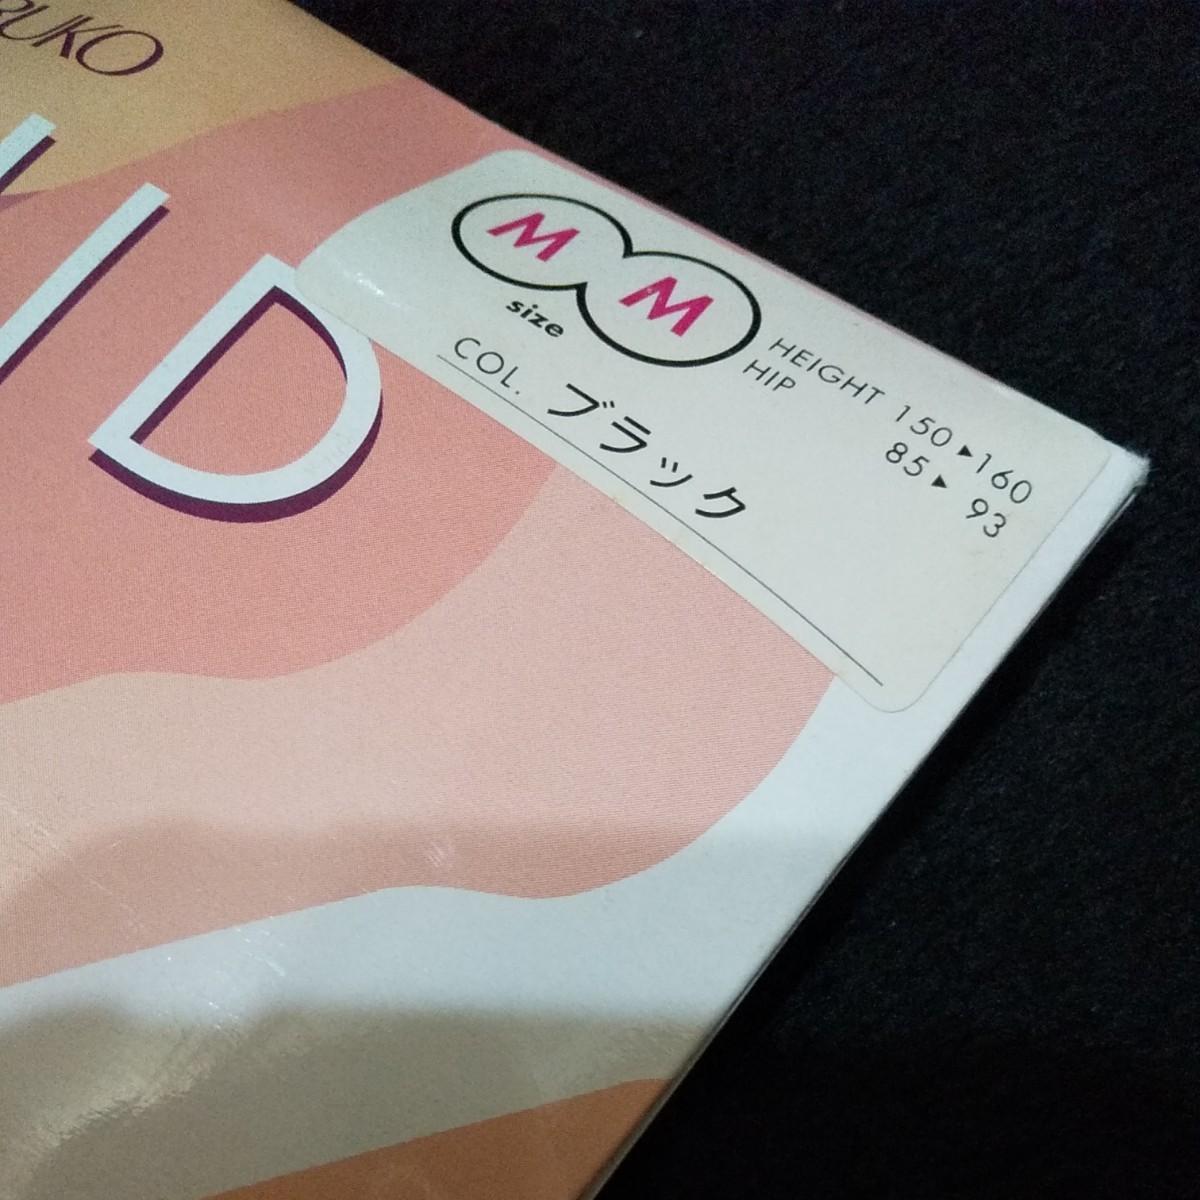 M M
size
HEIGHT 150▶160
HIP 85▶93
COL. ブラック